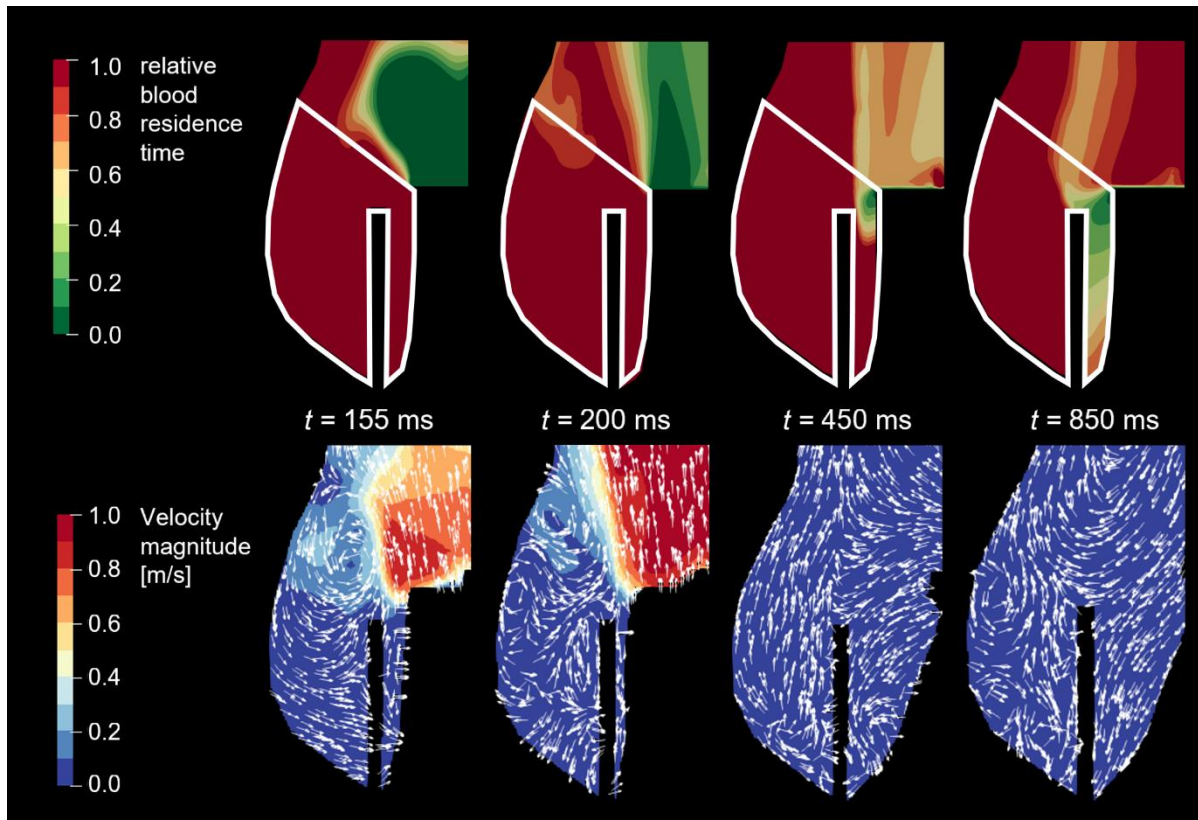 1.0
relative
blood
residence
time
0.8
0.6
0.4
0.2
0.0
t = 155 ms
t = 200 ms
t = 450 ms
t = 850 ms
1.0
Velocity
magnitude
[m/s]
0.8
0.6
0.4
0.2
0.0